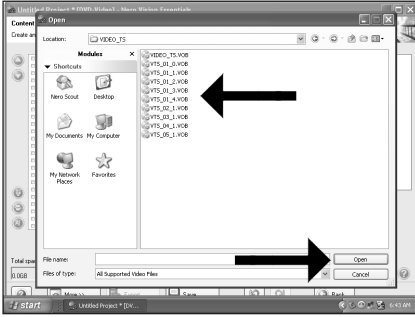 Untitled Project * [DVD-Video] - Nero Vision Essentials
Content
Create an
Open
Location: VIDEO_TS
Modules ×
Shortcuts
Nero Scout Desktop
My Documents My Computer
My Network Places Favorites
VIDEO_TS.VOB
VTS_01_0.VOB
VTS_01_1.VOB
VTS_01_2.VOB
VTS_01_3.VOB
VTS_01_4.VOB
VTS_02_1.VOB
VTS_03_1.VOB
VTS_04_1.VOB
VTS_05_1.VOB
File name: Open
Files of type: All Supported Video Files Cancel
Total spa
0.0GB
More >> Save Back
start Untitled Project * [DV... 6:43 AM